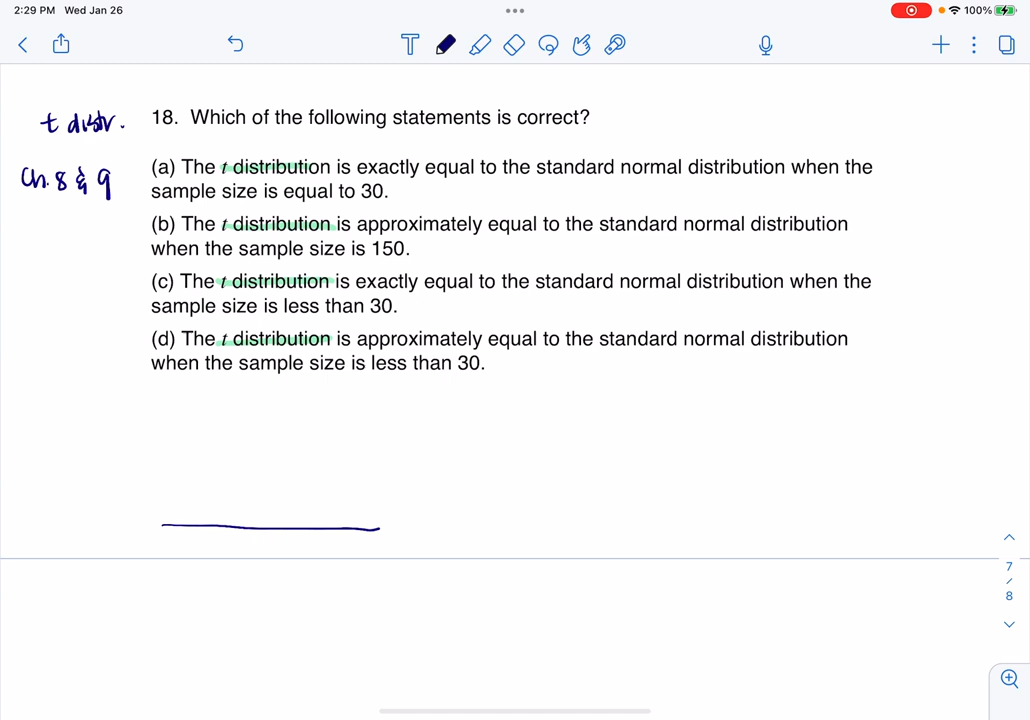 2:29 PM Wed Jan 26
100%
t distr.
Ch. 8 & 9
18. Which of the following statements is correct?
(a) The t distribution is exactly equal to the standard normal distribution when the
sample size is equal to 30.
(b) The t distribution is approximately equal to the standard normal distribution
when the sample size is 150.
(c) The t distribution is exactly equal to the standard normal distribution when the
sample size is less than 30.
(d) The t distribution is approximately equal to the standard normal distribution
when the sample size is less than 30.
7
/
8